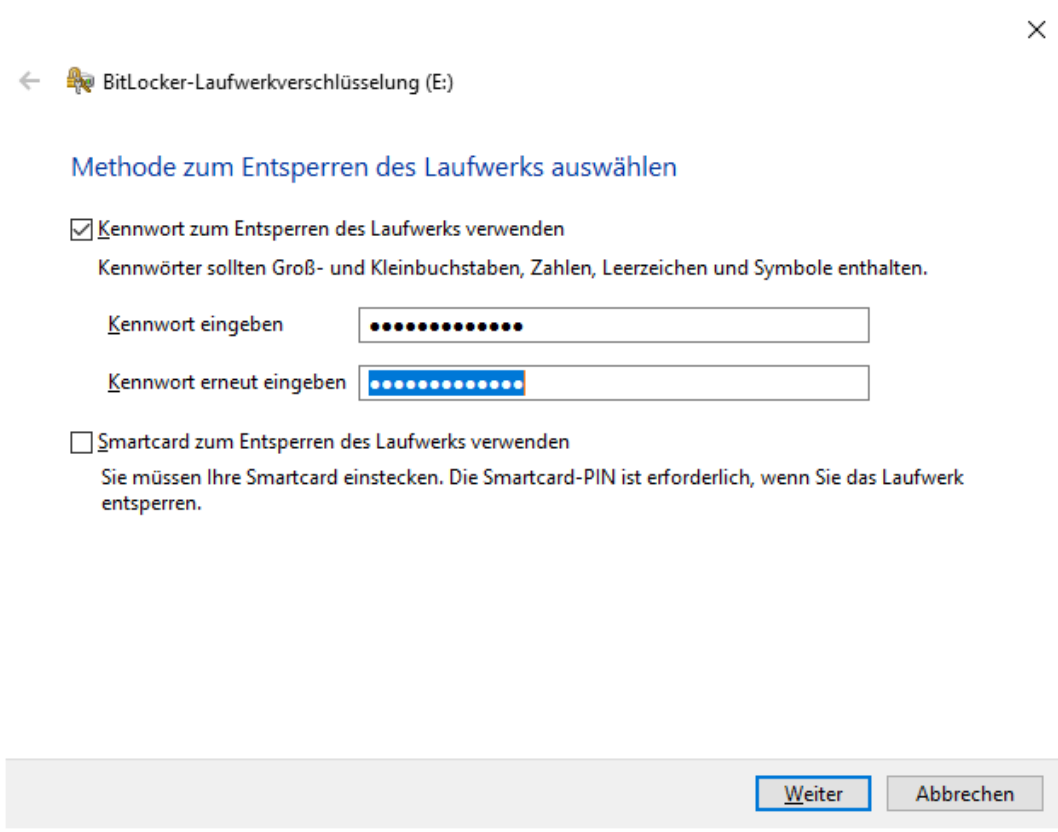 BitLocker-Laufwerkverschlüsselung (E:)
Methode zum Entsperren des Laufwerks auswählen
Kennwort zum Entsperren des Laufwerks verwenden
Kennwörter sollten Groß- und Kleinbuchstaben, Zahlen, Leerzeichen und Symbole enthalten.
Kennwort eingeben ●●●●●●●●●●●●●
Kennwort erneut eingeben ●●●●●●●●●●●●●
Smartcard zum Entsperren des Laufwerks verwenden
Sie müssen Ihre Smartcard einstecken. Die Smartcard-PIN ist erforderlich, wenn Sie das Laufwerk
entsperren.
Weiter Abbrechen